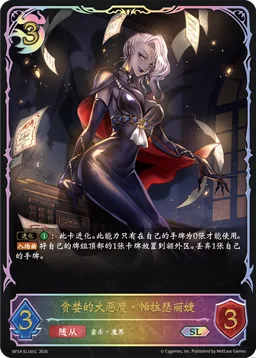 3
进化 1：此卡进化。此能力只有在自己的手牌为0张才能使用。
入场曲 将自己的牌组顶部的1张卡牌放置到额外区。丢弃1张自己的手牌。
贪婪的大恶魔・帕拉瑟丽婕
3
随从
宴乐・魔界
SL
3
© Cygames, Inc. Published by NetEase Games